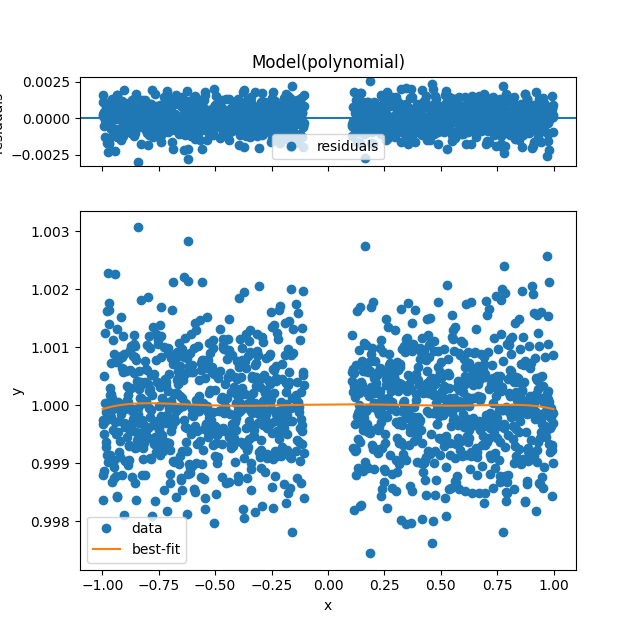 Model(polynomial)
0.0025
0.0000
−0.0025
residuals
residuals
1.003
1.002
1.001
1.000
0.999
0.998
y
data
best-fit
−1.00 −0.75 −0.50 −0.25 0.00 0.25 0.50 0.75 1.00
x